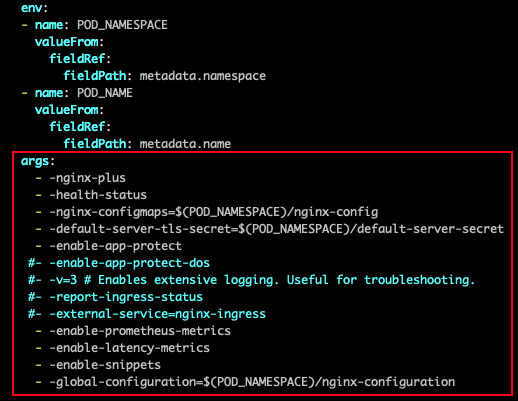 env:
- name: POD_NAMESPACE
  valueFrom:
    fieldRef:
      fieldPath: metadata.namespace
- name: POD_NAME
  valueFrom:
    fieldRef:
      fieldPath: metadata.name
args:
  - -nginx-plus
  - -health-status
  - -nginx-configmaps=$(POD_NAMESPACE)/nginx-config
  - -default-server-tls-secret=$(POD_NAMESPACE)/default-server-secret
  - -enable-app-protect
 #- -enable-app-protect-dos
 #- -v=3 # Enables extensive logging. Useful for troubleshooting.
 #- -report-ingress-status
 #- -external-service=nginx-ingress
  - -enable-prometheus-metrics
  - -enable-latency-metrics
  - -enable-snippets
  - -global-configuration=$(POD_NAMESPACE)/nginx-configuration